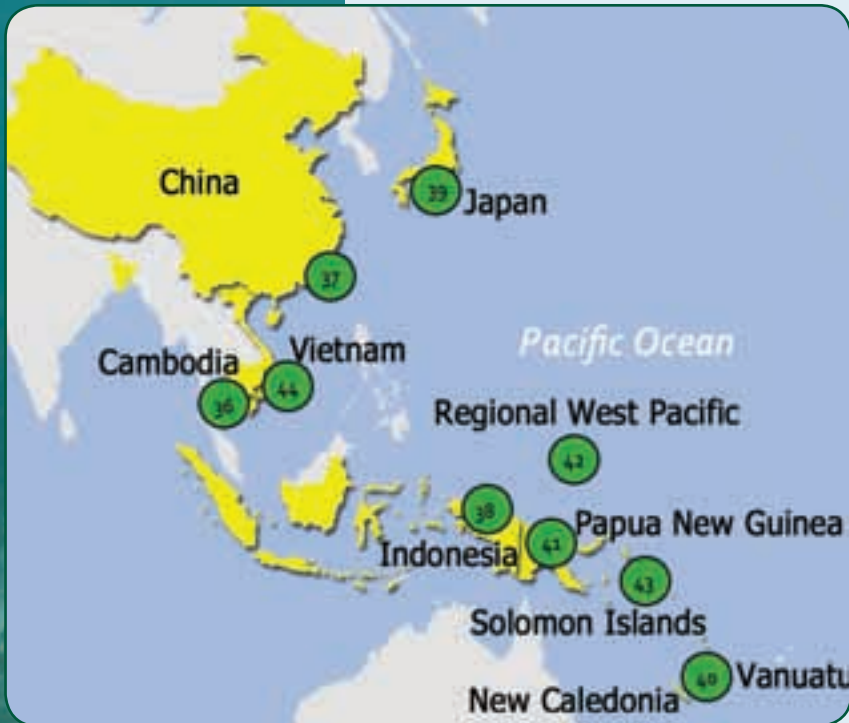 China
39
Japan
37
Pacific Ocean
Cambodia
Vietnam
36
44
Regional West Pacific
42
38
Papua New Guinea
41
Indonesia
43
Solomon Islands
40
Vanuatu
New Caledonia